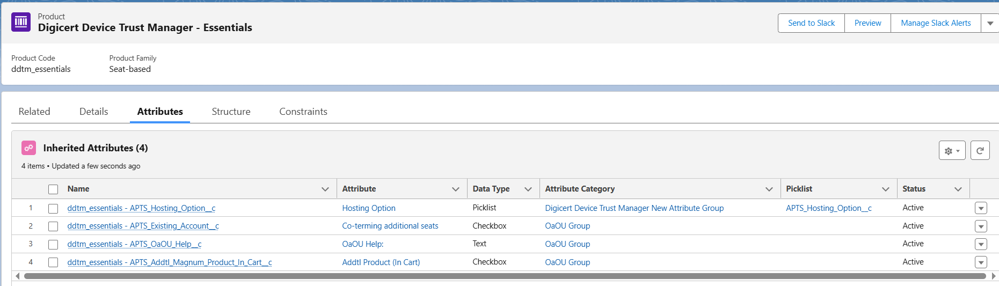 Product
Digicert Device Trust Manager - Essentials
Send to Slack
Preview
Manage Slack Alerts
Product Code
Product Family
ddtm_essentials
Seat-based
Related
Details
Attributes
Structure
Constraints
Inherited Attributes (4)
4 items • Updated a few seconds ago
Name Attribute Data Type Attribute Category Picklist Status
1 ddtm_essentials - APTS_Hosting_Option__c Hosting Option Picklist Digicert Device Trust Manager New Attribute Group APTS_Hosting_Option__c Active
2 ddtm_essentials - APTS_Existing_Account__c Co-terming additional seats Checkbox OaOU Group Active
3 ddtm_essentials - APTS_OaOU_Help__c OaOU Help: Text OaOU Group Active
4 ddtm_essentials - APTS_Addtl_Magnum_Product_In_Cart__c Addtl Product (In Cart) Checkbox OaOU Group Active